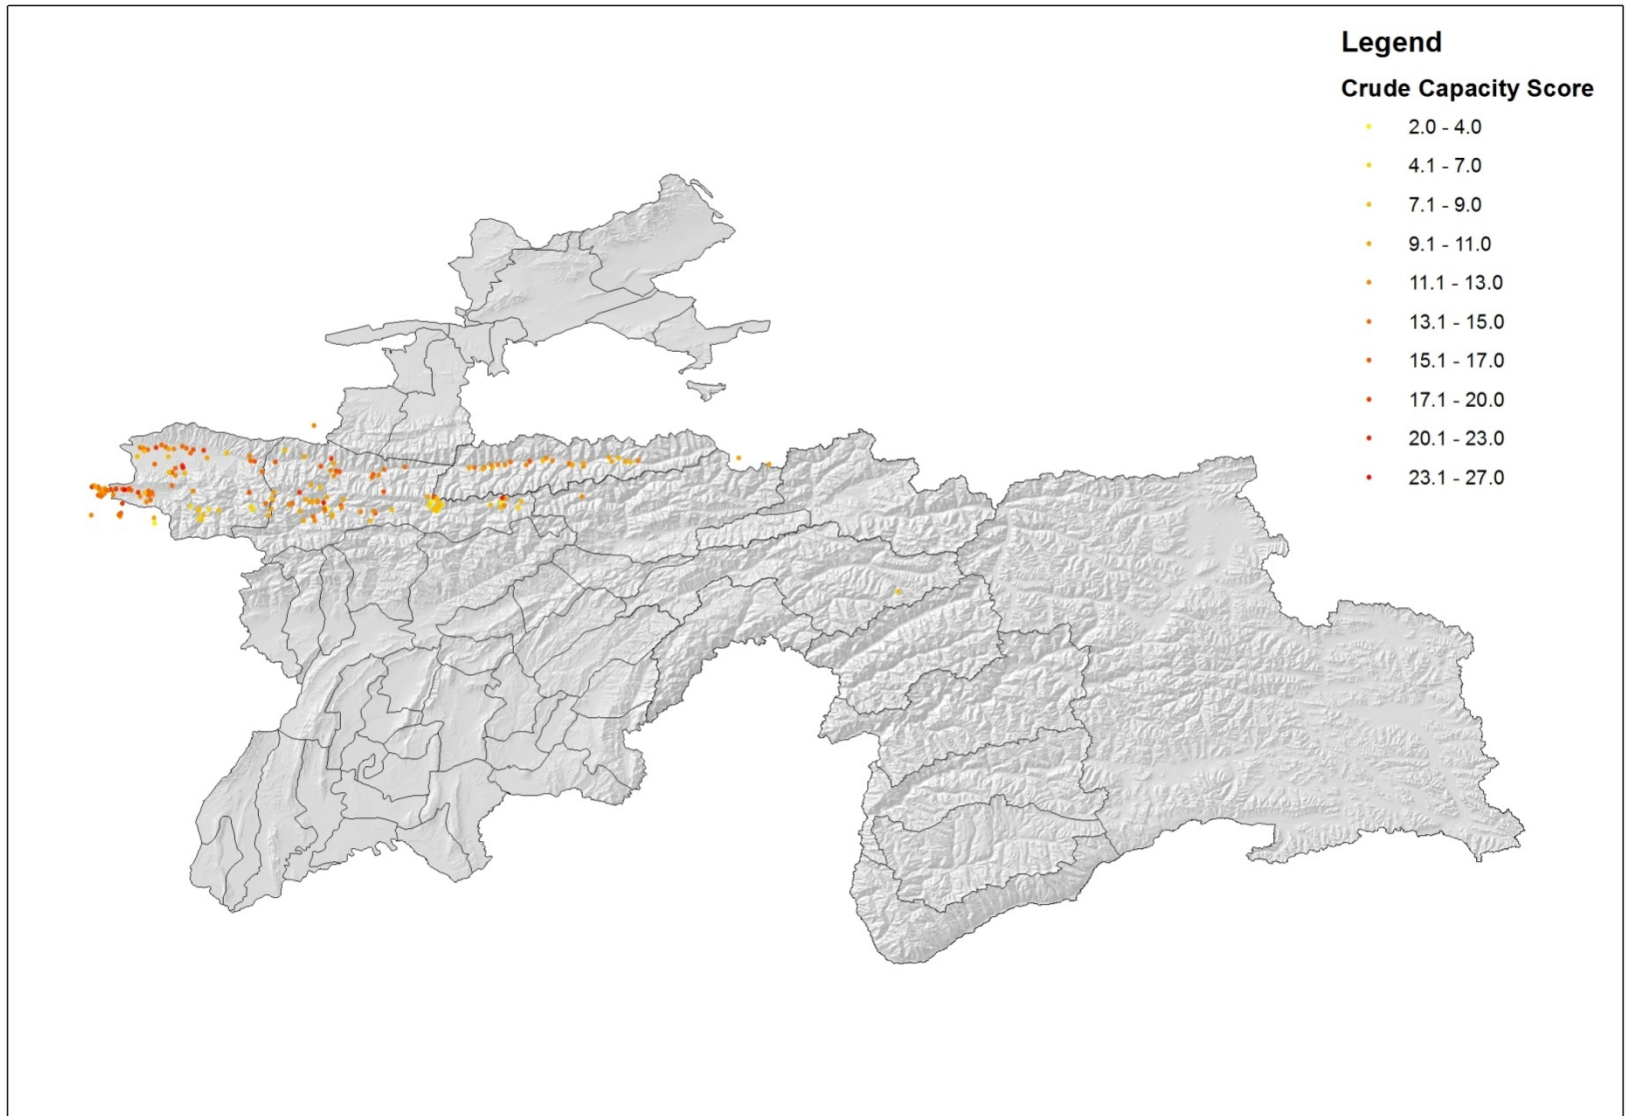 Legend
Crude Capacity Score
2.0 - 4.0
4.1 - 7.0
7.1 - 9.0
9.1 - 11.0
11.1 - 13.0
13.1 - 15.0
15.1 - 17.0
17.1 - 20.0
20.1 - 23.0
23.1 - 27.0